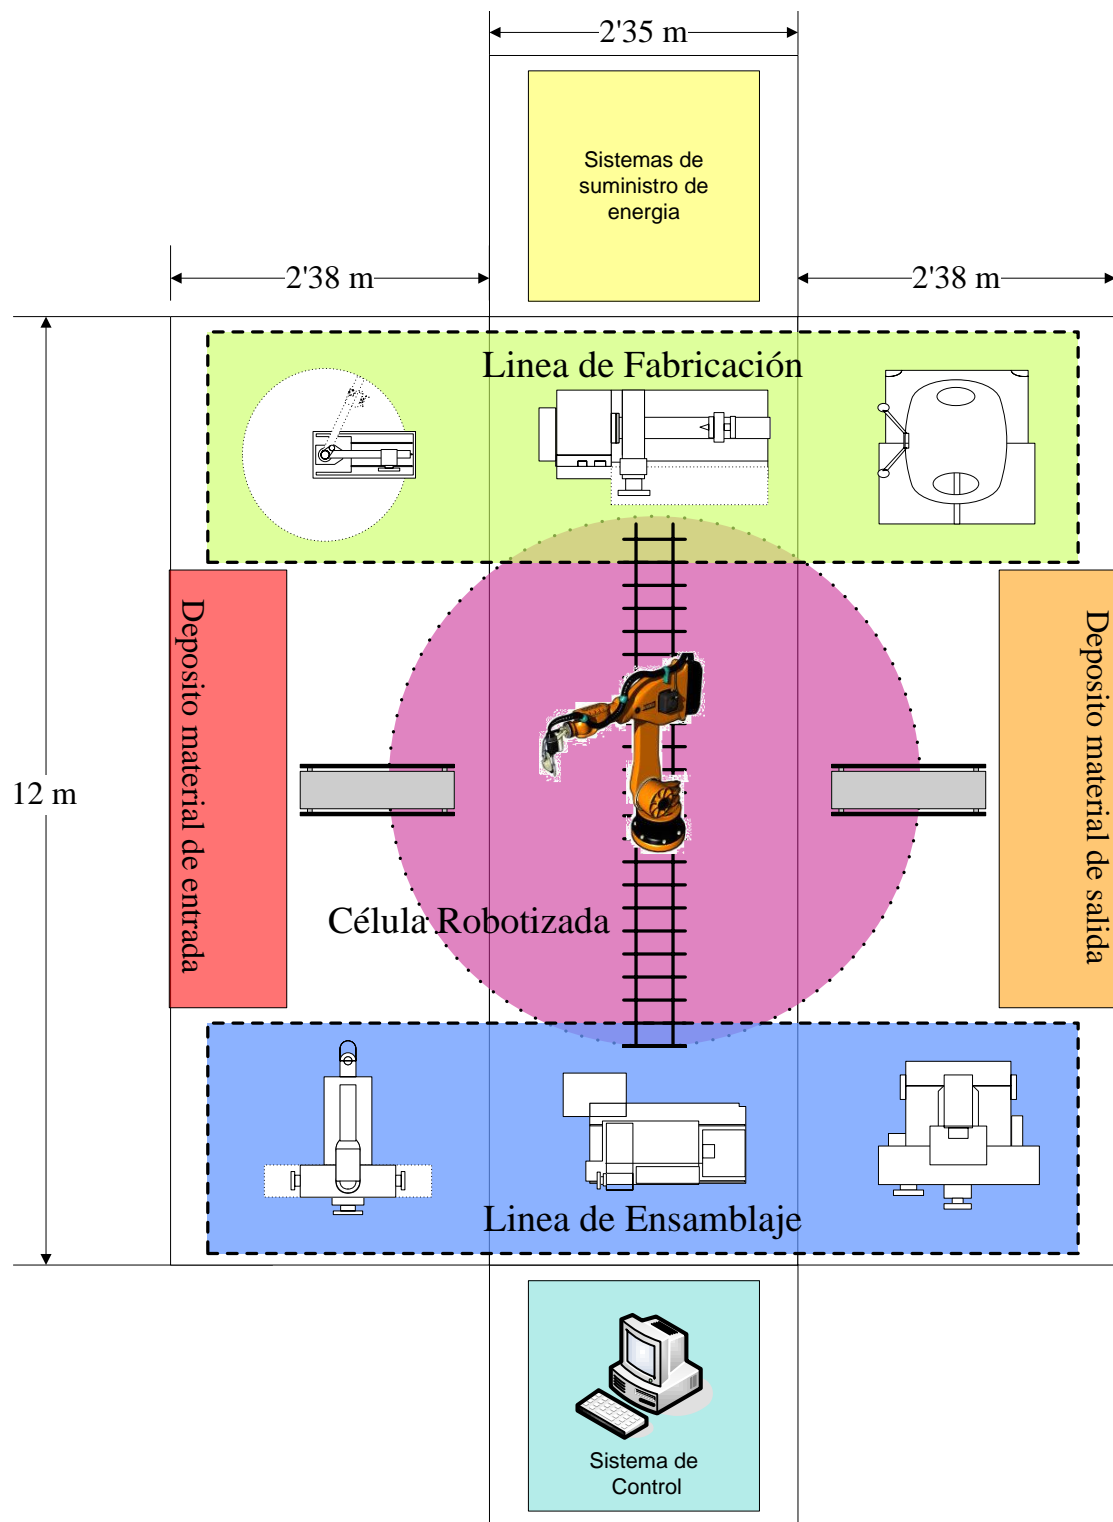 2'35 m
Sistemas de
suministro de
energia
2'38 m
2'38 m
Linea de Fabricación
12 m
Deposito material de entrada
Deposito material de salida
Célula Robotizada
Linea de Ensamblaje
Sistema de
Control